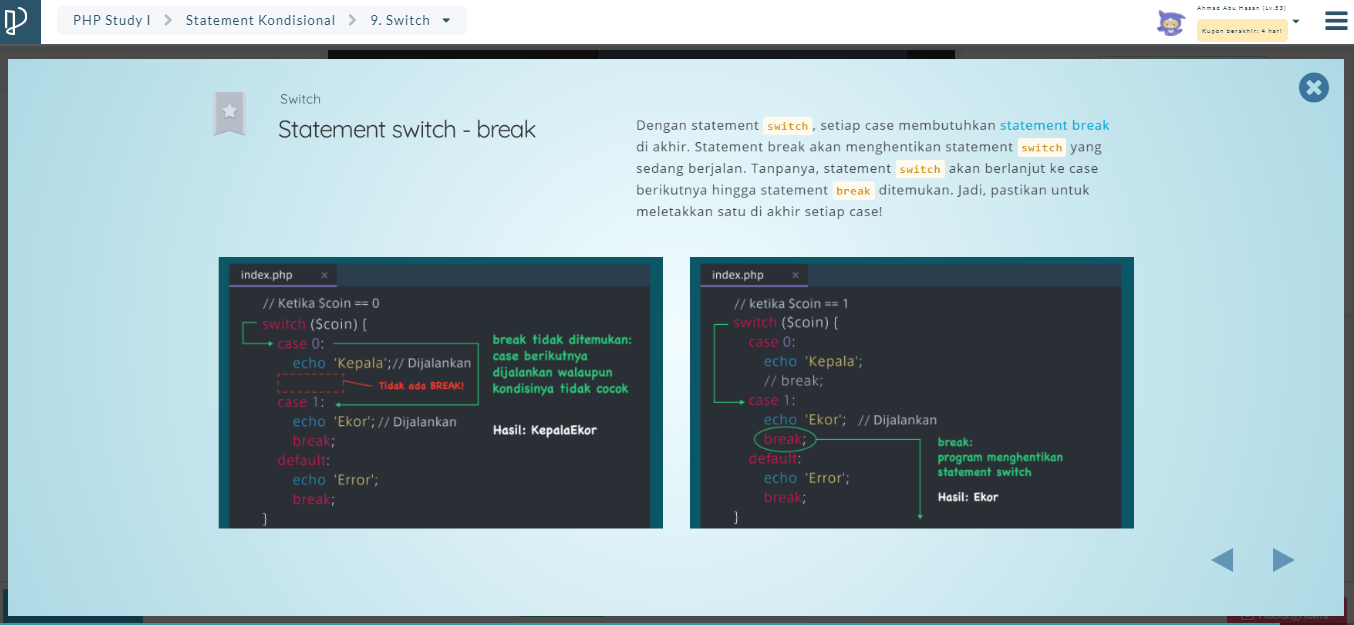 PHP Study I
Statement Kondisional
9. Switch
Ahmad Abu Hasan (Lv.53)
Kupon berakhir: 4 hari
Switch
Statement switch - break
Dengan statement switch, setiap case membutuhkan statement break
di akhir. Statement break akan menghentikan statement switch yang
sedang berjalan. Tanpanya, statement switch akan berlanjut ke case
berikutnya hingga statement break ditemukan. Jadi, pastikan untuk
meletakkan satu di akhir setiap case!
index.php ×
// Ketika $coin == 0
switch ($coin) {
case 0:
echo 'Kepala';// Dijalankan
Tidak ada BREAK!
case 1:
echo 'Ekor';// Dijalankan
break;
default:
echo 'Error';
break;
}
break tidak ditemukan:
case berikutnya
dijalankan walaupun
kondisinya tidak cocok
Hasil: KepalaEkor
index.php ×
// ketika $coin == 1
switch ($coin) {
case 0:
echo 'Kepala';
// break;
case 1:
echo 'Ekor'; // Dijalankan
break;
default:
echo 'Error';
break;
}
break:
program menghentikan
statement switch
Hasil: Ekor